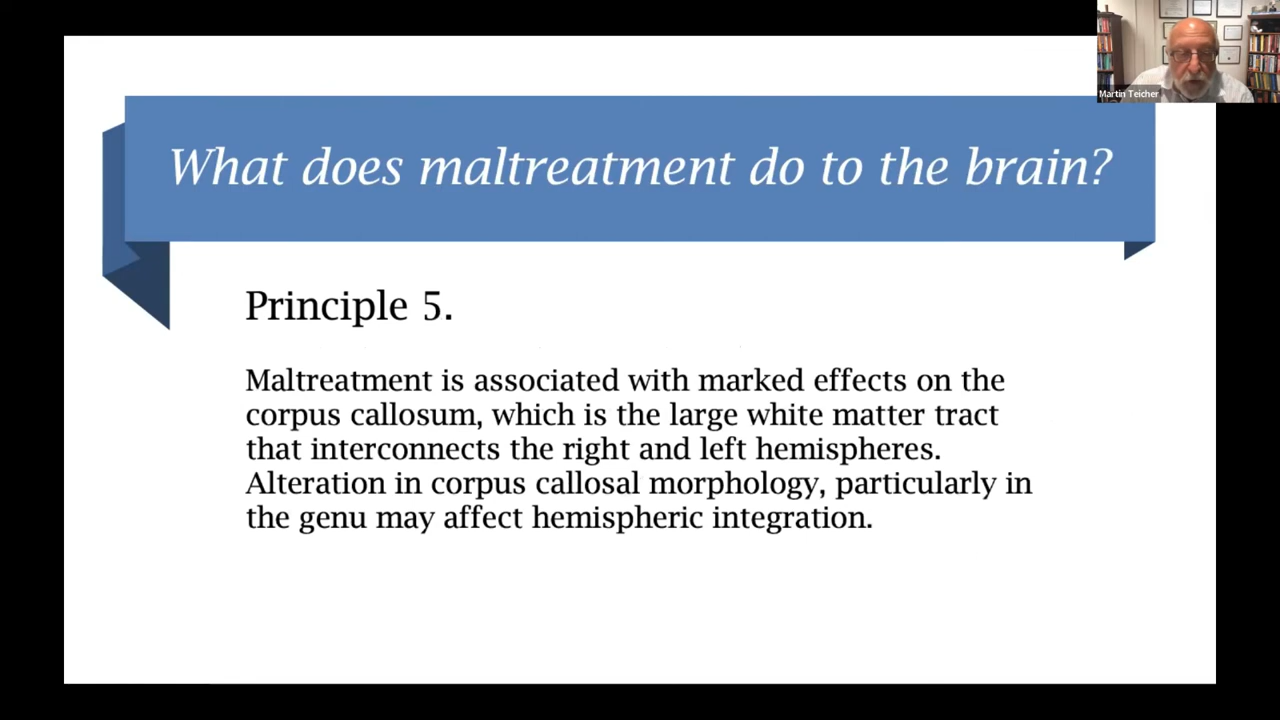 Martin Teicher
What does maltreatment do to the brain?
Principle 5.
Maltreatment is associated with marked effects on the
corpus callosum, which is the large white matter tract
that interconnects the right and left hemispheres.
Alteration in corpus callosal morphology, particularly in
the genu may affect hemispheric integration.